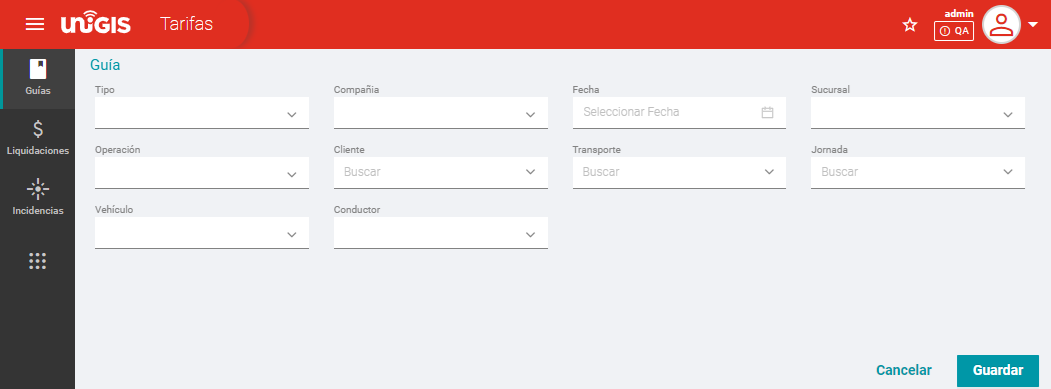 UNIGIS Tarifas admin
QA
Guía
Guías
Tipo Compañia Fecha Sucursal
Seleccionar Fecha
Liquidaciones
Operación Cliente Transporte Jornada
Buscar Buscar Buscar
Incidencias
Vehículo Conductor
Cancelar Guardar